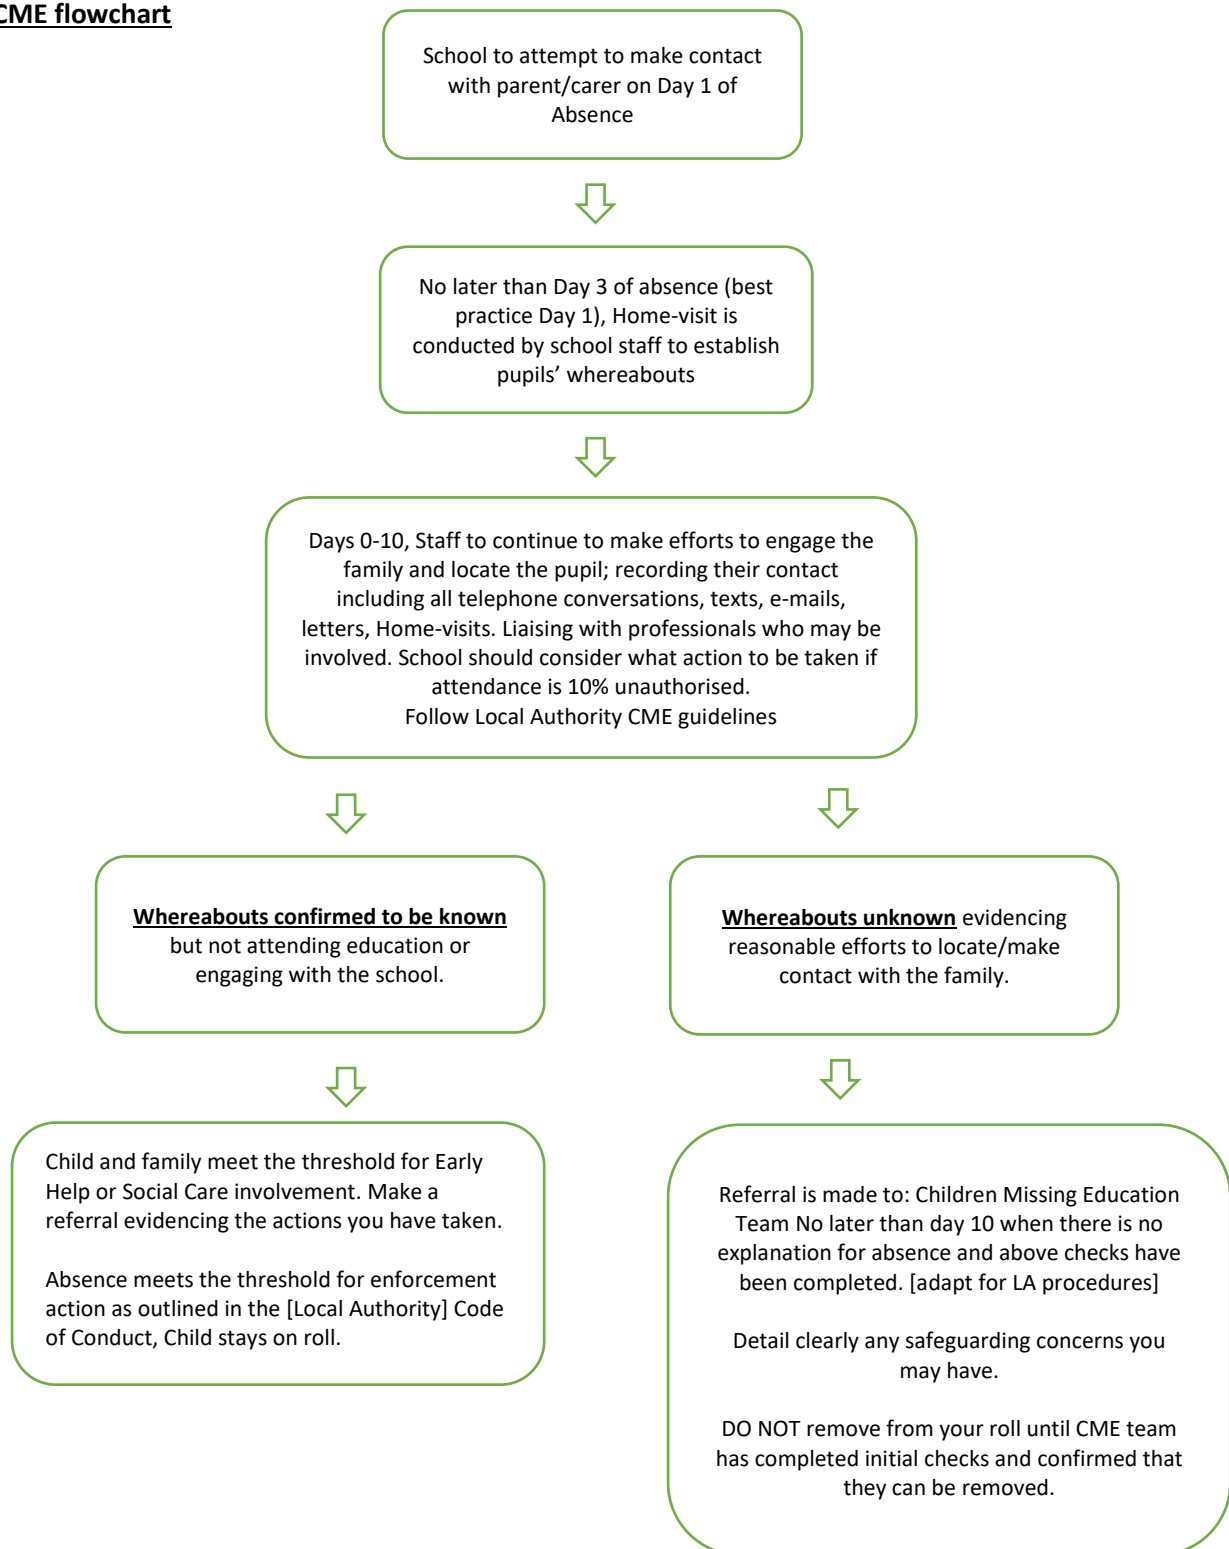 CME flowchart
School to attempt to make contact
with parent/carer on Day 1 of
Absence
No later than Day 3 of absence (best
practice Day 1), Home-visit is
conducted by school staff to establish
pupils’ whereabouts
Days 0-10, Staff to continue to make efforts to engage the
family and locate the pupil; recording their contact
including all telephone conversations, texts, e-mails,
letters, Home-visits. Liaising with professionals who may be
involved. School should consider what action to be taken if
attendance is 10% unauthorised.
Follow Local Authority CME guidelines
Whereabouts confirmed to be known
but not attending education or
engaging with the school.
Whereabouts unknown evidencing
reasonable efforts to locate/make
contact with the family.
Child and family meet the threshold for Early
Help or Social Care involvement. Make a
referral evidencing the actions you have taken.
Absence meets the threshold for enforcement
action as outlined in the [Local Authority] Code
of Conduct, Child stays on roll.
Referral is made to: Children Missing Education
Team No later than day 10 when there is no
explanation for absence and above checks have
been completed. [adapt for LA procedures]
Detail clearly any safeguarding concerns you
may have.
DO NOT remove from your roll until CME team
has completed initial checks and confirmed that
they can be removed.